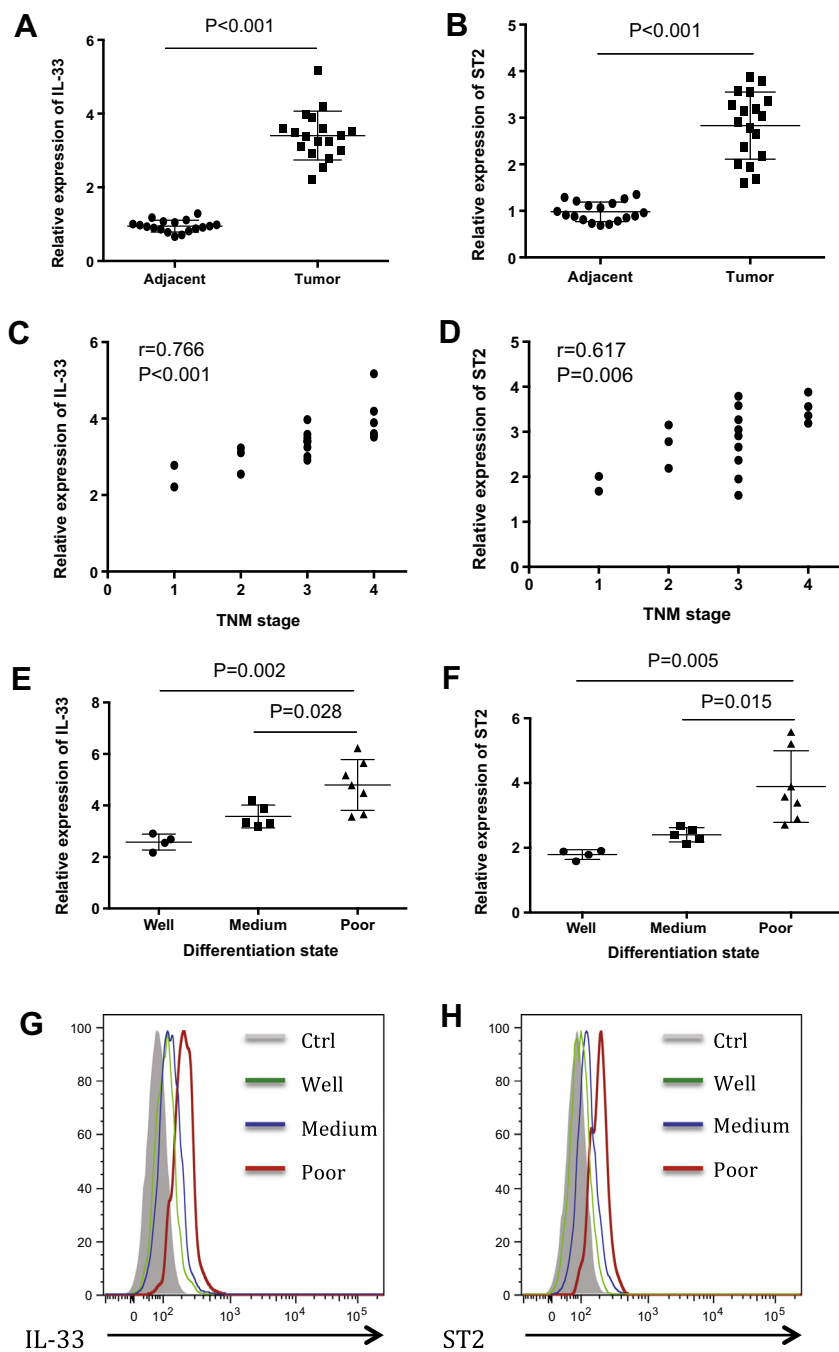 A
P<0.001
Relative expression of IL-33
6
4
2
0
Adjacent
Tumor
B
P<0.001
Relative expression of ST2
5
4
3
2
1
0
Adjacent
Tumor
C
r=0.766
P<0.001
Relative expression of IL-33
6
4
2
0
0
1
2
3
4
TNM stage
D
r=0.617
P=0.006
Relative expression of ST2
5
4
3
2
1
0
0
1
2
3
4
TNM stage
E
P=0.002
P=0.028
Relative expression of IL-33
8
6
4
2
0
Well
Medium
Poor
Differentiation state
F
P=0.005
P=0.015
Relative expression of ST2
6
4
2
0
Well
Medium
Poor
Differentiation state
G
100
80
60
40
20
0
Ctrl
Well
Medium
Poor
0 10² 10³ 10⁴ 10⁵
IL-33
H
100
80
60
40
20
0
Ctrl
Well
Medium
Poor
0 10² 10³ 10⁴ 10⁵
ST2